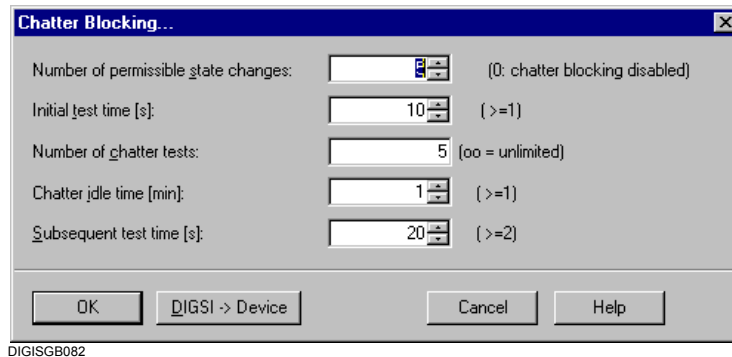 Chatter Blocking...
Number of permissible state changes: (0: chatter blocking disabled)
Initial test time [s]: 10 ( >=1)
Number of chatter tests: 5 (oo = unlimited)
Chatter idle time [min]: 1 ( >=1)
Subsequent test time [s]: 20 ( >=2)
OK DIGSI -> Device Cancel Help
DIGISGB082